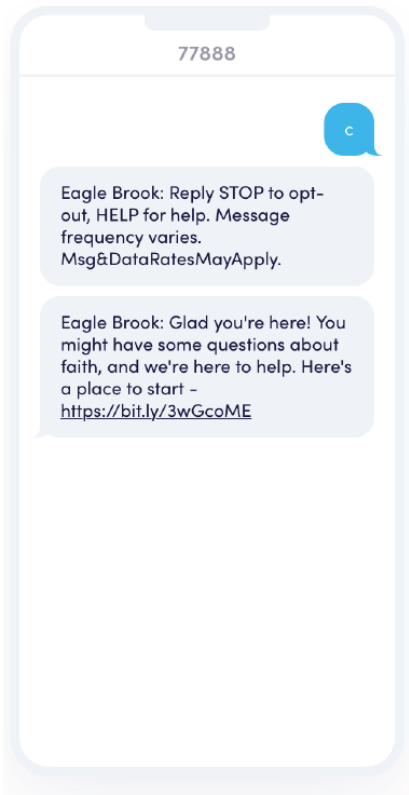 77888
c
Eagle Brook: Reply STOP to opt-
out, HELP for help. Message
frequency varies.
Msg&DataRatesMayApply.
Eagle Brook: Glad you're here! You
might have some questions about
faith, and we're here to help. Here's
a place to start -
https://bit.ly/3wGcoME